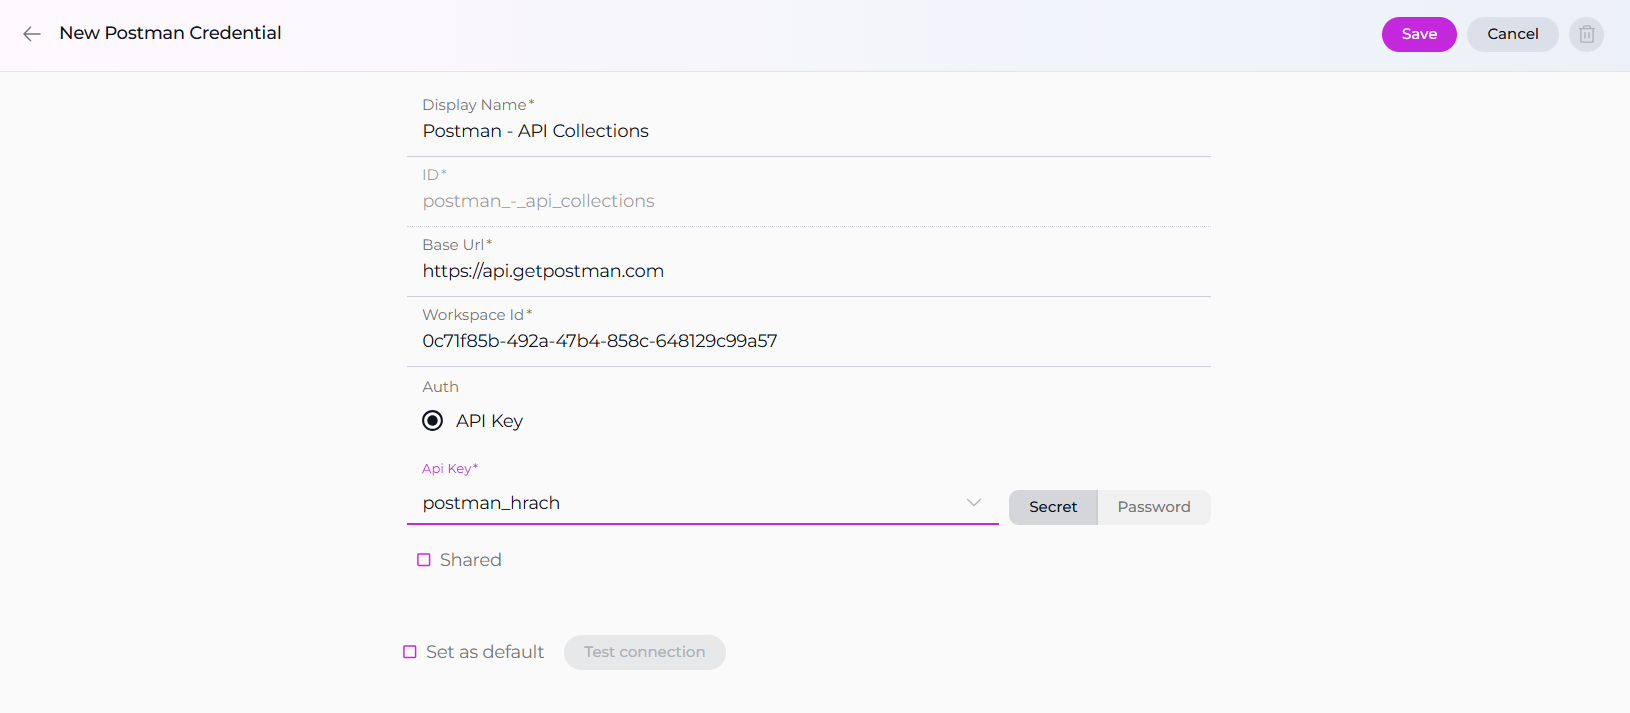 New Postman Credential
Save
Cancel
Display Name*
Postman - API Collections
ID*
postman_-_api_collections
Base Url*
https://api.getpostman.com
Workspace Id*
0c71f85b-492a-47b4-858c-648129c99a57
Auth
API Key
Api Key*
postman_hrach
Secret
Password
Shared
Set as default
Test connection